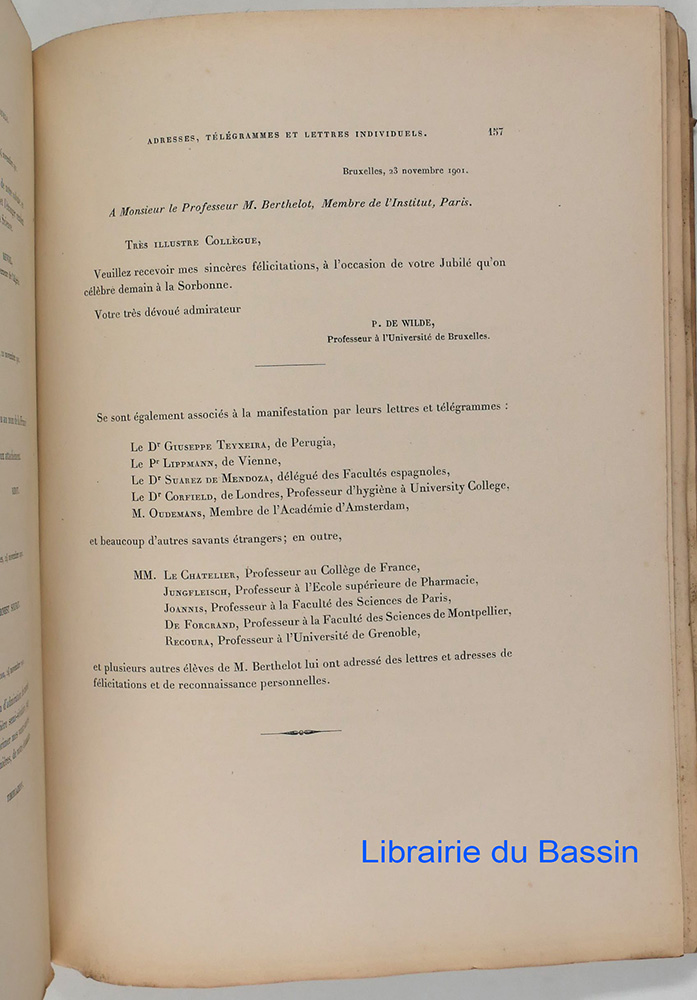 ADRESSES, TÉLÉGRAMMES ET LETTRES INDIVIDUELS. 157
Bruxelles, 23 novembre 1901.
A Monsieur le Professeur M. Berthelot, Membre de l'Institut, Paris.
TRÈS ILLUSTRE COLLÈGUE,
Veuillez recevoir mes sincères félicitations, à l'occasion de votre Jubilé qu'on
célèbre demain à la Sorbonne.
Votre très dévoué admirateur
P. DE WILDE,
Professeur à l'Université de Bruxelles.
Se sont également associés à la manifestation par leurs lettres et télégrammes :
Le Dr GIUSEPPE TEYXEIRA, de Perugia,
Le Pr LIPPMANN, de Vienne,
Le Dr SUAREZ DE MENDOZA, délégué des Facultés espagnoles,
Le Dr CORFIELD, de Londres, Professeur d'hygiène à University College,
M. OUDEMANS, Membre de l'Académie d'Amsterdam,
et beaucoup d'autres savants étrangers; en outre,
MM. LE CHATELIER, Professeur au Collège de France,
JUNGFLEISCH, Professeur à l'Ecole supérieure de Pharmacie,
JOANNIS, Professeur à la Faculté des Sciences de Paris,
DE FORCRAND, Professeur à la Faculté des Sciences de Montpellier,
RECOURA, Professeur à l'Université de Grenoble,
et plusieurs autres élèves de M. Berthelot lui ont adressé des lettres et adresses de
félicitations et de reconnaissance personnelles.
Librairie du Bassin